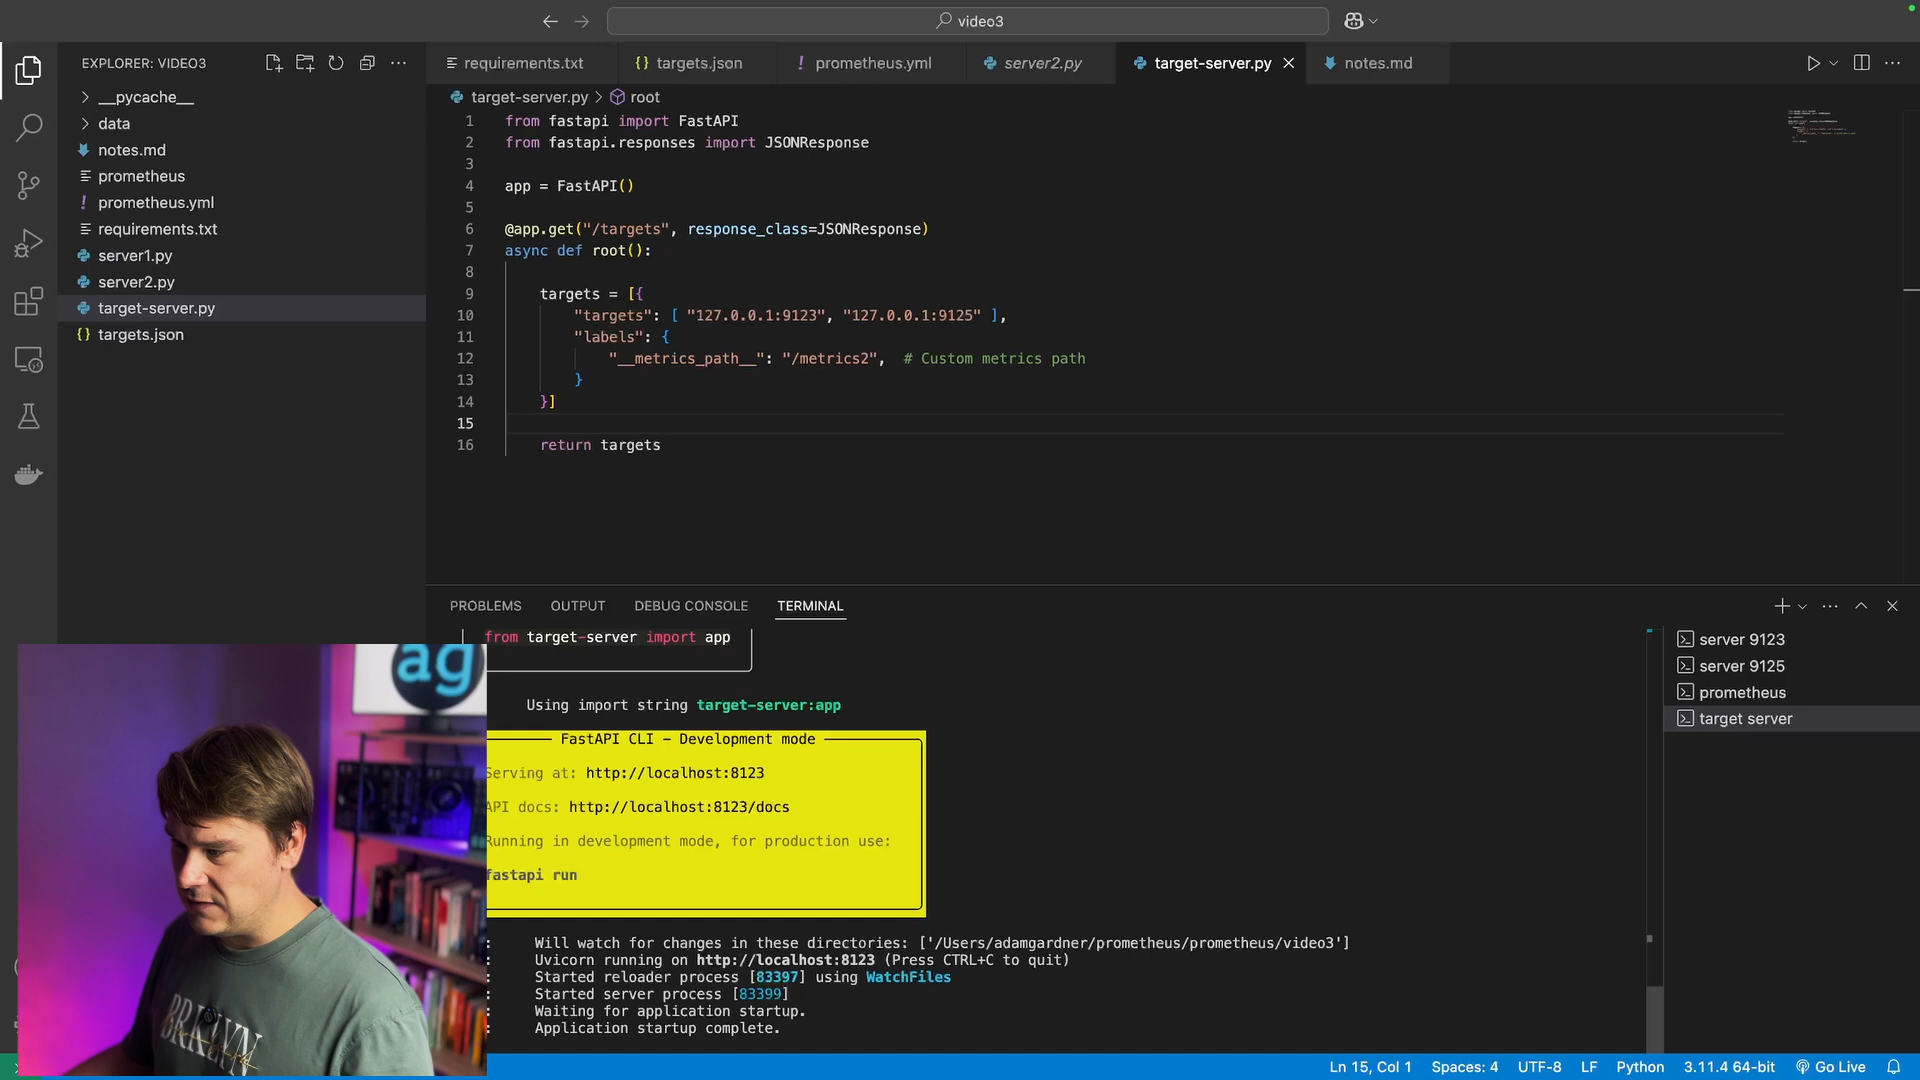 video3
EXPLORER: VIDEO3
__pycache__
data
notes.md
prometheus
prometheus.yml
requirements.txt
server1.py
server2.py
target-server.py
targets.json
requirements.txt
targets.json
prometheus.yml
server2.py
target-server.py
notes.md
target-server.py > root
1 from fastapi import FastAPI
2 from fastapi.responses import JSONResponse
3
4 app = FastAPI()
5
6 @app.get("/targets", response_class=JSONResponse)
7 async def root():
8
9 targets = [{
10 "targets": [ "127.0.0.1:9123", "127.0.0.1:9125" ],
11 "labels": {
12 "__metrics_path__": "/metrics2", # Custom metrics path
13 }
14 }]
15
16 return targets
PROBLEMS OUTPUT DEBUG CONSOLE TERMINAL
from target-server import app
Using import string target-server:app
FastAPI CLI - Development mode
Serving at: http://localhost:8123
API docs: http://localhost:8123/docs
Running in development mode, for production use:
fastapi run
: Will watch for changes in these directories: ['/Users/adamgardner/prometheus/prometheus/video3']
: Uvicorn running on http://localhost:8123 (Press CTRL+C to quit)
: Started reloader process [83397] using WatchFiles
: Started server process [83399]
: Waiting for application startup.
: Application startup complete.
server 9123
server 9125
prometheus
target server
ag
Ln 15, Col 1 Spaces: 4 UTF-8 LF Python 3.11.4 64-bit Go Live